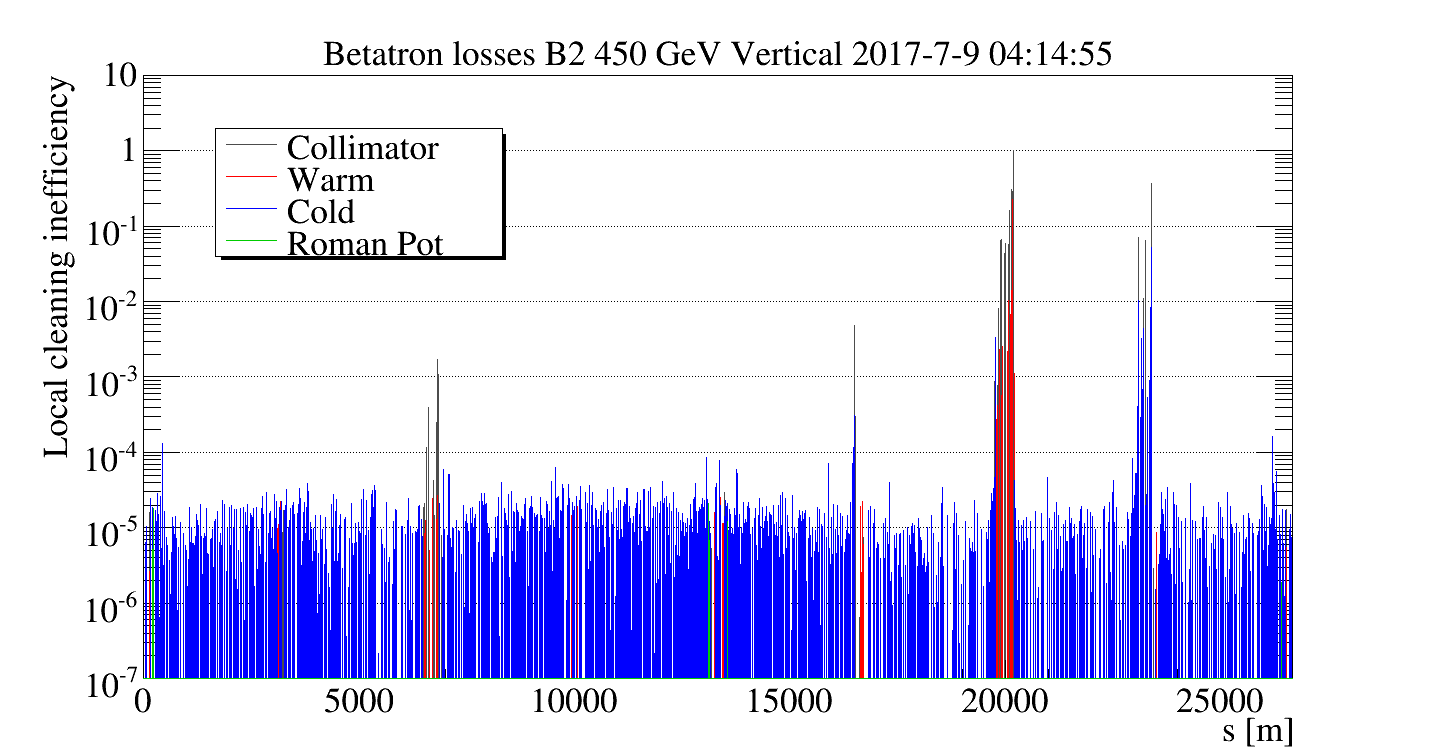 Betatron losses B2 450 GeV Vertical 2017-7-9 04:14:55
Local cleaning inefficiency
10
1
10⁻¹
10⁻²
10⁻³
10⁻⁴
10⁻⁵
10⁻⁶
10⁻⁷
Collimator
Warm
Cold
Roman Pot
0 5000 10000 15000 20000 25000
s [m]